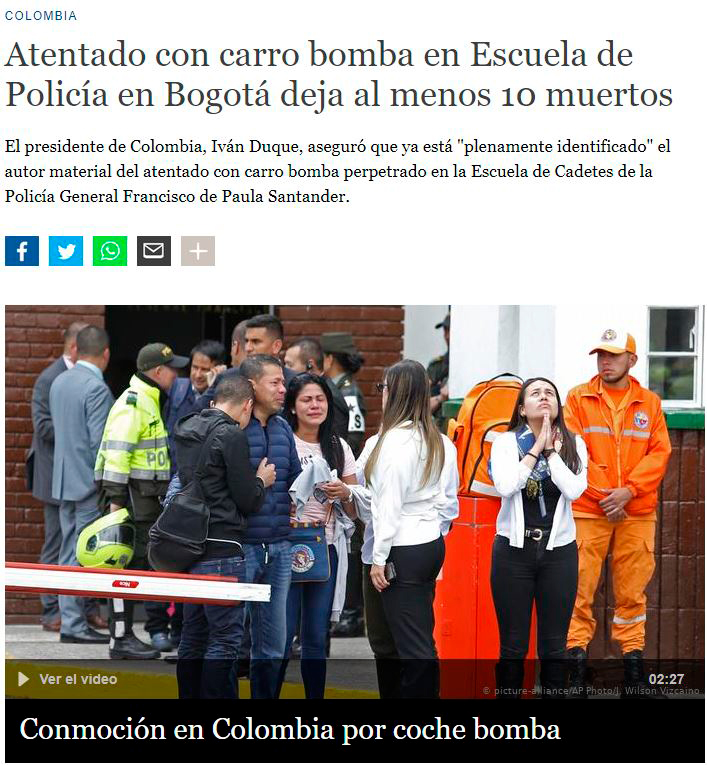 COLOMBIA
Atentado con carro bomba en Escuela de
Policía en Bogotá deja al menos 10 muertos
El presidente de Colombia, Iván Duque, aseguró que ya está "plenamente identificado" el
autor material del atentado con carro bomba perpetrado en la Escuela de Cadetes de la
Policía General Francisco de Paula Santander.
PO
S
Nice
Ver el video
02:27
© picture-alliance/AP Photo/J. Wilson Vizcaino
Conmoción en Colombia por coche bomba